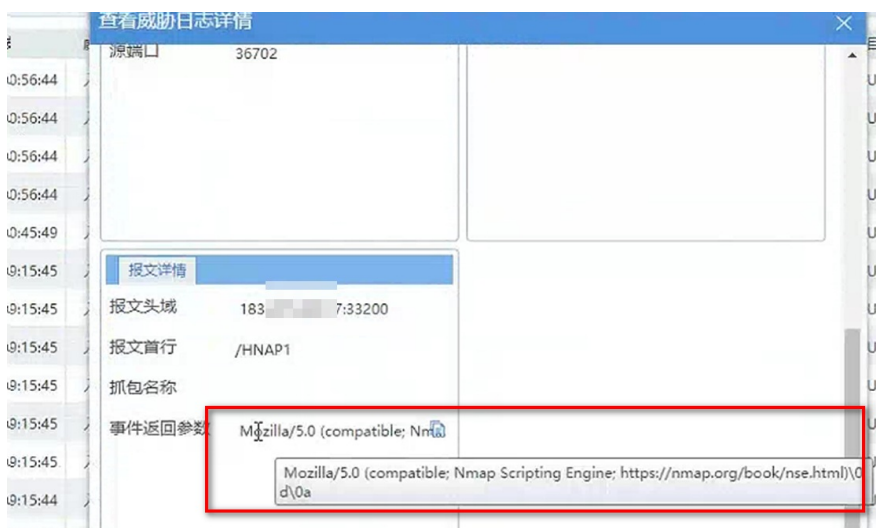 查看威胁日志详情
源端口 36702
0:56:44
0:56:44
0:56:44
0:56:44
0:45:49
9:15:45
9:15:45
9:15:45
9:15:45
9:15:45
9:15:45
9:15:44
报文详情
报文头域 183 7:33200
报文首行 /HNAP1
抓包名称
事件返回参数 Mozilla/5.0 (compatible; Nm
Mozilla/5.0 (compatible; Nmap Scripting Engine; https://nmap.org/book/nse.html)\0
d\0a